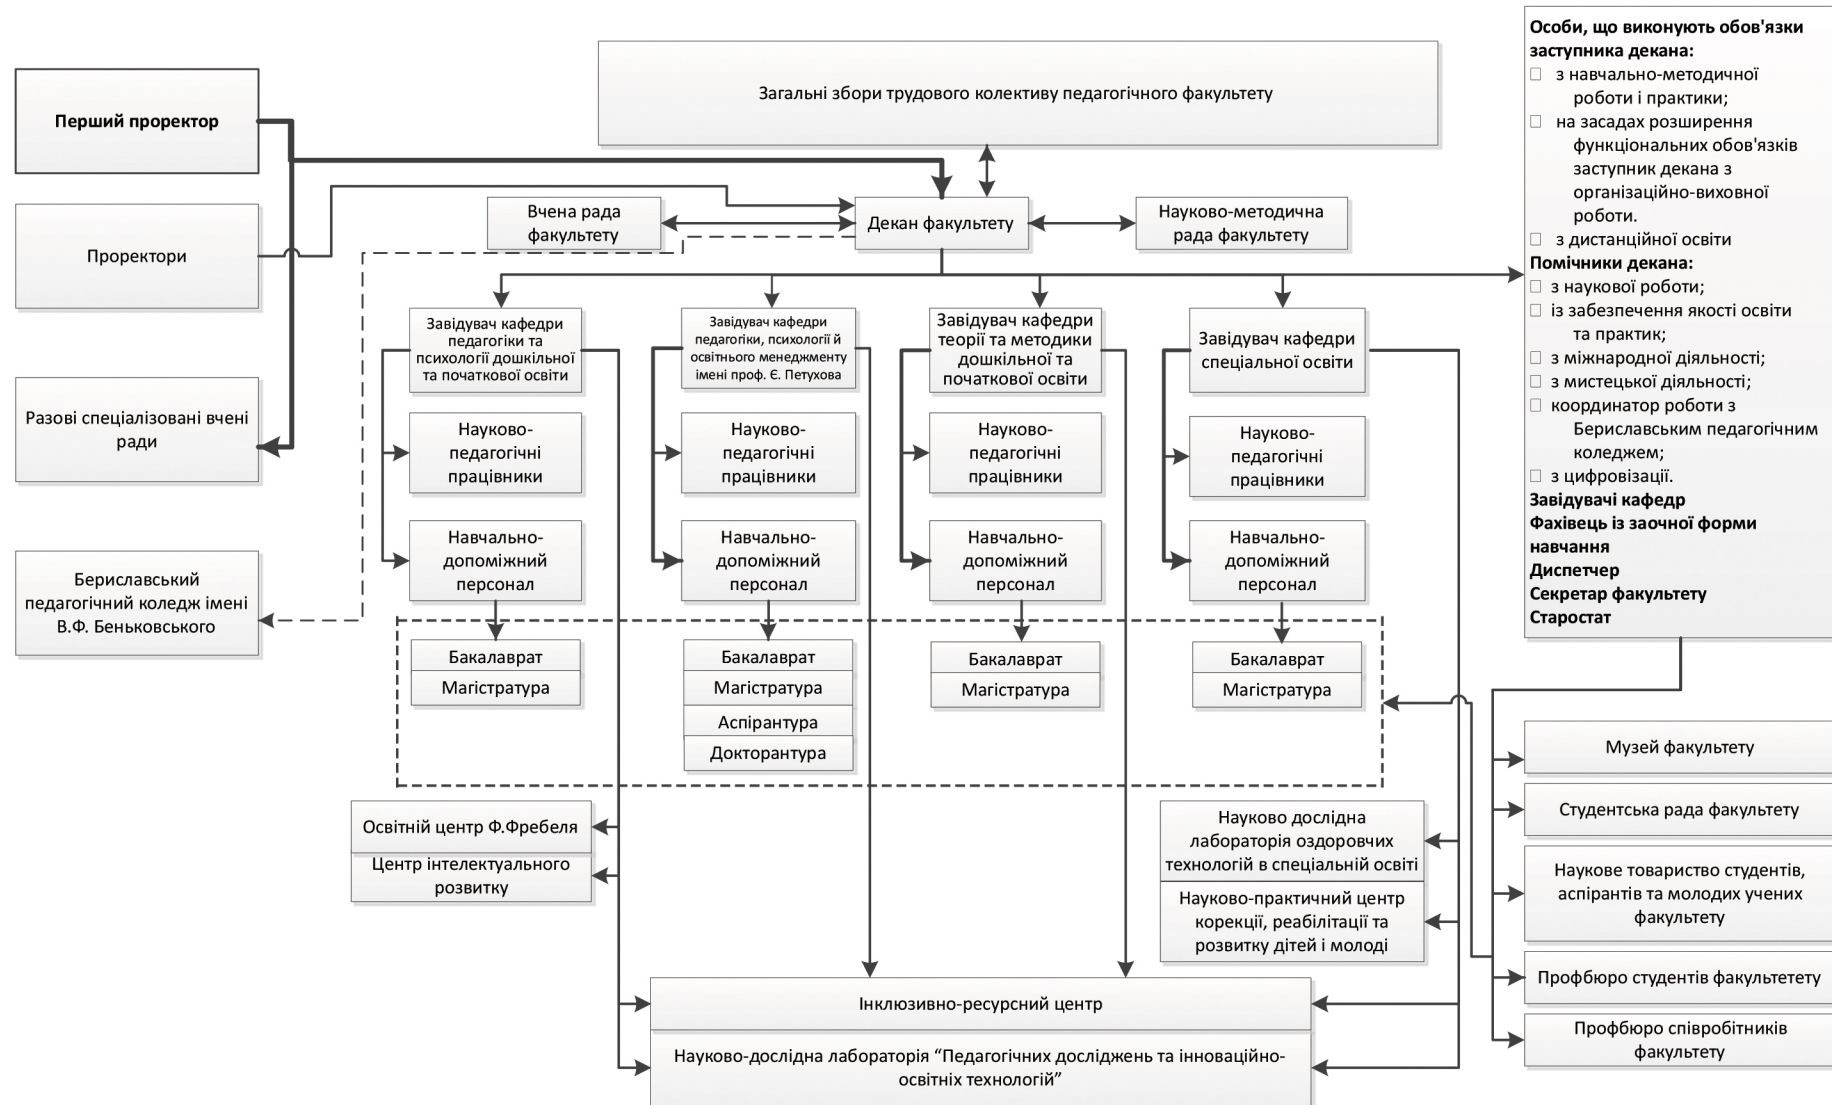 Загальні збори трудового колективу педагогічного факультету
Перший проректор
Проректори
Разові спеціалізовані вчені
ради
Бериславський
педагогічний коледж імені
В.Ф. Беньковського
Вчена рада
факультету
Декан факультету
Науково-методична
рада факультету
Завідувач кафедри
педагогіки та
психології дошкільної
та початкової освіти
Науково-
педагогічні
працівники
Навчально-
допоміжний
персонал
Бакалаврат
Магістратура
Завідувач кафедри
педагогіки, психології й
освітнього менеджменту
імені проф. Є. Петухова
Науково-
педагогічні
працівники
Навчально-
допоміжний
персонал
Бакалаврат
Магістратура
Аспірантура
Докторантура
Завідувач кафедри
теорії та методики
дошкільної та
початкової освіти
Науково-
педагогічні
працівники
Навчально-
допоміжний
персонал
Бакалаврат
Магістратура
Завідувач кафедри
спеціальної освіти
Науково-
педагогічні
працівники
Навчально-
допоміжний
персонал
Бакалаврат
Магістратура
Освітній центр Ф.Фребеля
Центр інтелектуального
розвитку
Науково дослідна
лабораторія оздоровчих
технологій в спеціальній освіті
Науково-практичний центр
корекції, реабілітації та
розвитку дітей і молоді
Інклюзивно-ресурсний центр
Науково-дослідна лабораторія “Педагогічних досліджень та інноваційно-
освітніх технологій”
Особи, що виконують обов'язки
заступника декана:
з навчально-методичної
роботи і практики;
на засадах розширення
функціональних обов'язків
заступник декана з
організаційно-виховної
роботи.
з дистанційної освіти
Помічники декана:
з наукової роботи;
із забезпечення якості освіти
та практик;
з міжнародної діяльності;
з мистецької діяльності;
координатор роботи з
Бериславським педагогічним
коледжем;
з цифровізації.
Завідувачі кафедр
Фахівець із заочної форми
навчання
Диспетчер
Секретар факультету
Старостат
Музей факультету
Студентська рада факультету
Наукове товариство студентів,
аспірантів та молодих учених
факультету
Профбюро студентів факультетету
Профбюро співробітників
факультету